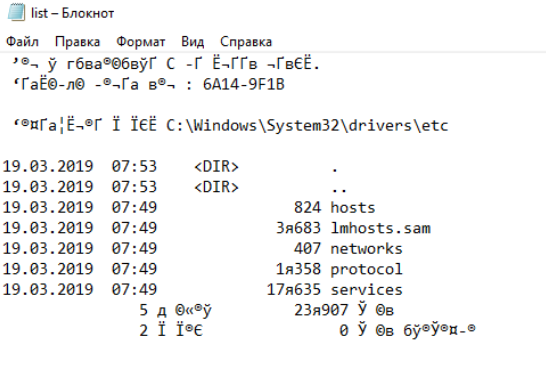 list – Блокнот
Файл Правка Формат Вид Справка
’®¬ ў гбва®©бвўҐ C -Ґ Ё¬ҐҐв ¬ҐвЄЁ.
‘ҐаЁ©-л© -®¬Ґа в®¬ : 6A14-9F1B
‘®¤Ґа¦Ё¬®Ґ Ї ЇЄЁ C:\Windows\System32\drivers\etc
19.03.2019 07:53 <DIR> .
19.03.2019 07:53 <DIR> ..
19.03.2019 07:49 824 hosts
19.03.2019 07:49 3я683 lmhosts.sam
19.03.2019 07:49 407 networks
19.03.2019 07:49 1я358 protocol
19.03.2019 07:49 17я635 services
5 д ©«®ў 23я907 Ў ©в
2 Ї Ї®Є 0 Ў ©в бў®Ў®¤-®